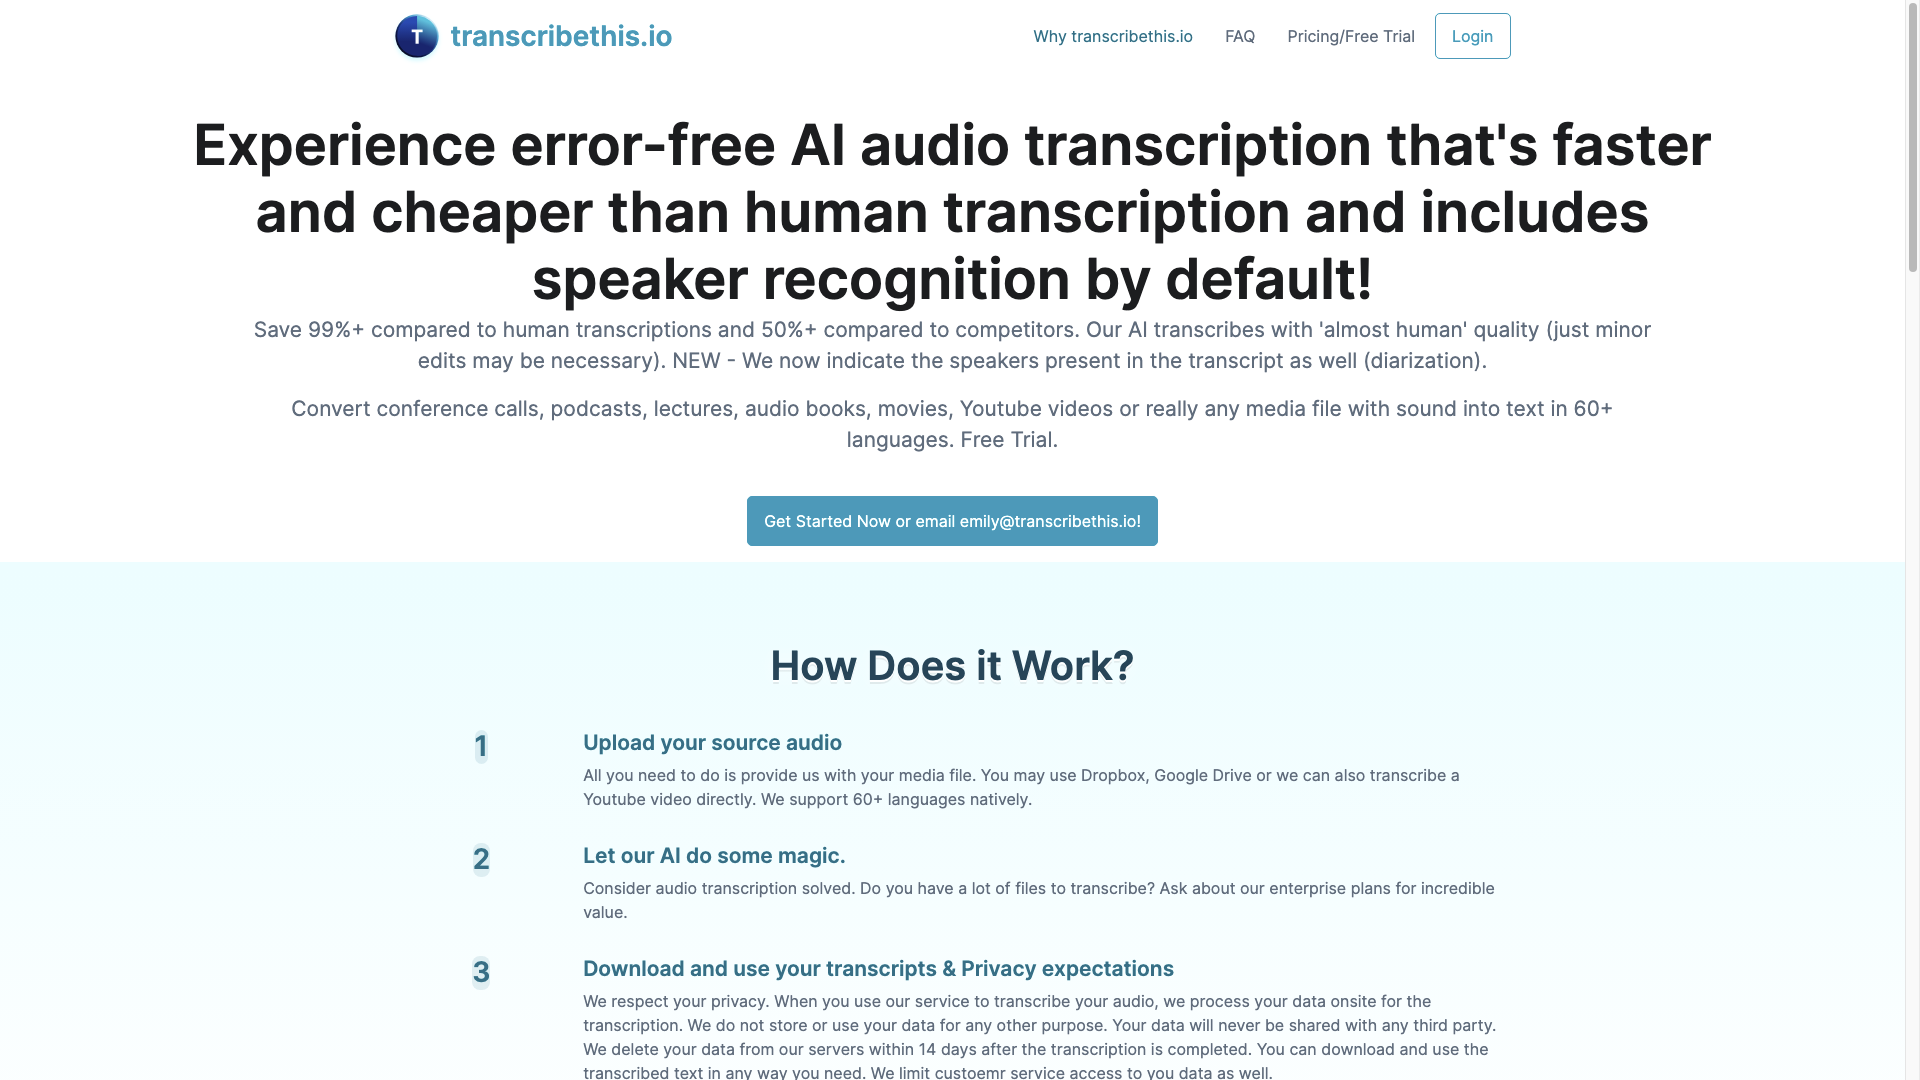 T
transcribethis.io
Why transcribethis.io
FAQ
Pricing/Free Trial
Login
Experience error-free AI audio transcription that's faster
and cheaper than human transcription and includes
speaker recognition by default!
Save 99%+ compared to human transcriptions and 50%+ compared to competitors. Our AI transcribes with 'almost human' quality (just minor
edits may be necessary). NEW - We now indicate the speakers present in the transcript as well (diarization).
Convert conference calls, podcasts, lectures, audio books, movies, Youtube videos or really any media file with sound into text in 60+
languages. Free Trial.
Get Started Now or email emily@transcribethis.io!
How Does it Work?
1
Upload your source audio
All you need to do is provide us with your media file. You may use Dropbox, Google Drive or we can also transcribe a
Youtube video directly. We support 60+ languages natively.
2
Let our AI do some magic.
Consider audio transcription solved. Do you have a lot of files to transcribe? Ask about our enterprise plans for incredible
value.
3
Download and use your transcripts & Privacy expectations
We respect your privacy. When you use our service to transcribe your audio, we process your data onsite for the
transcription. We do not store or use your data for any other purpose. Your data will never be shared with any third party.
We delete your data from our servers within 14 days after the transcription is completed. You can download and use the
transcribed text in any way you need. We limit custoemr service access to you data as well.